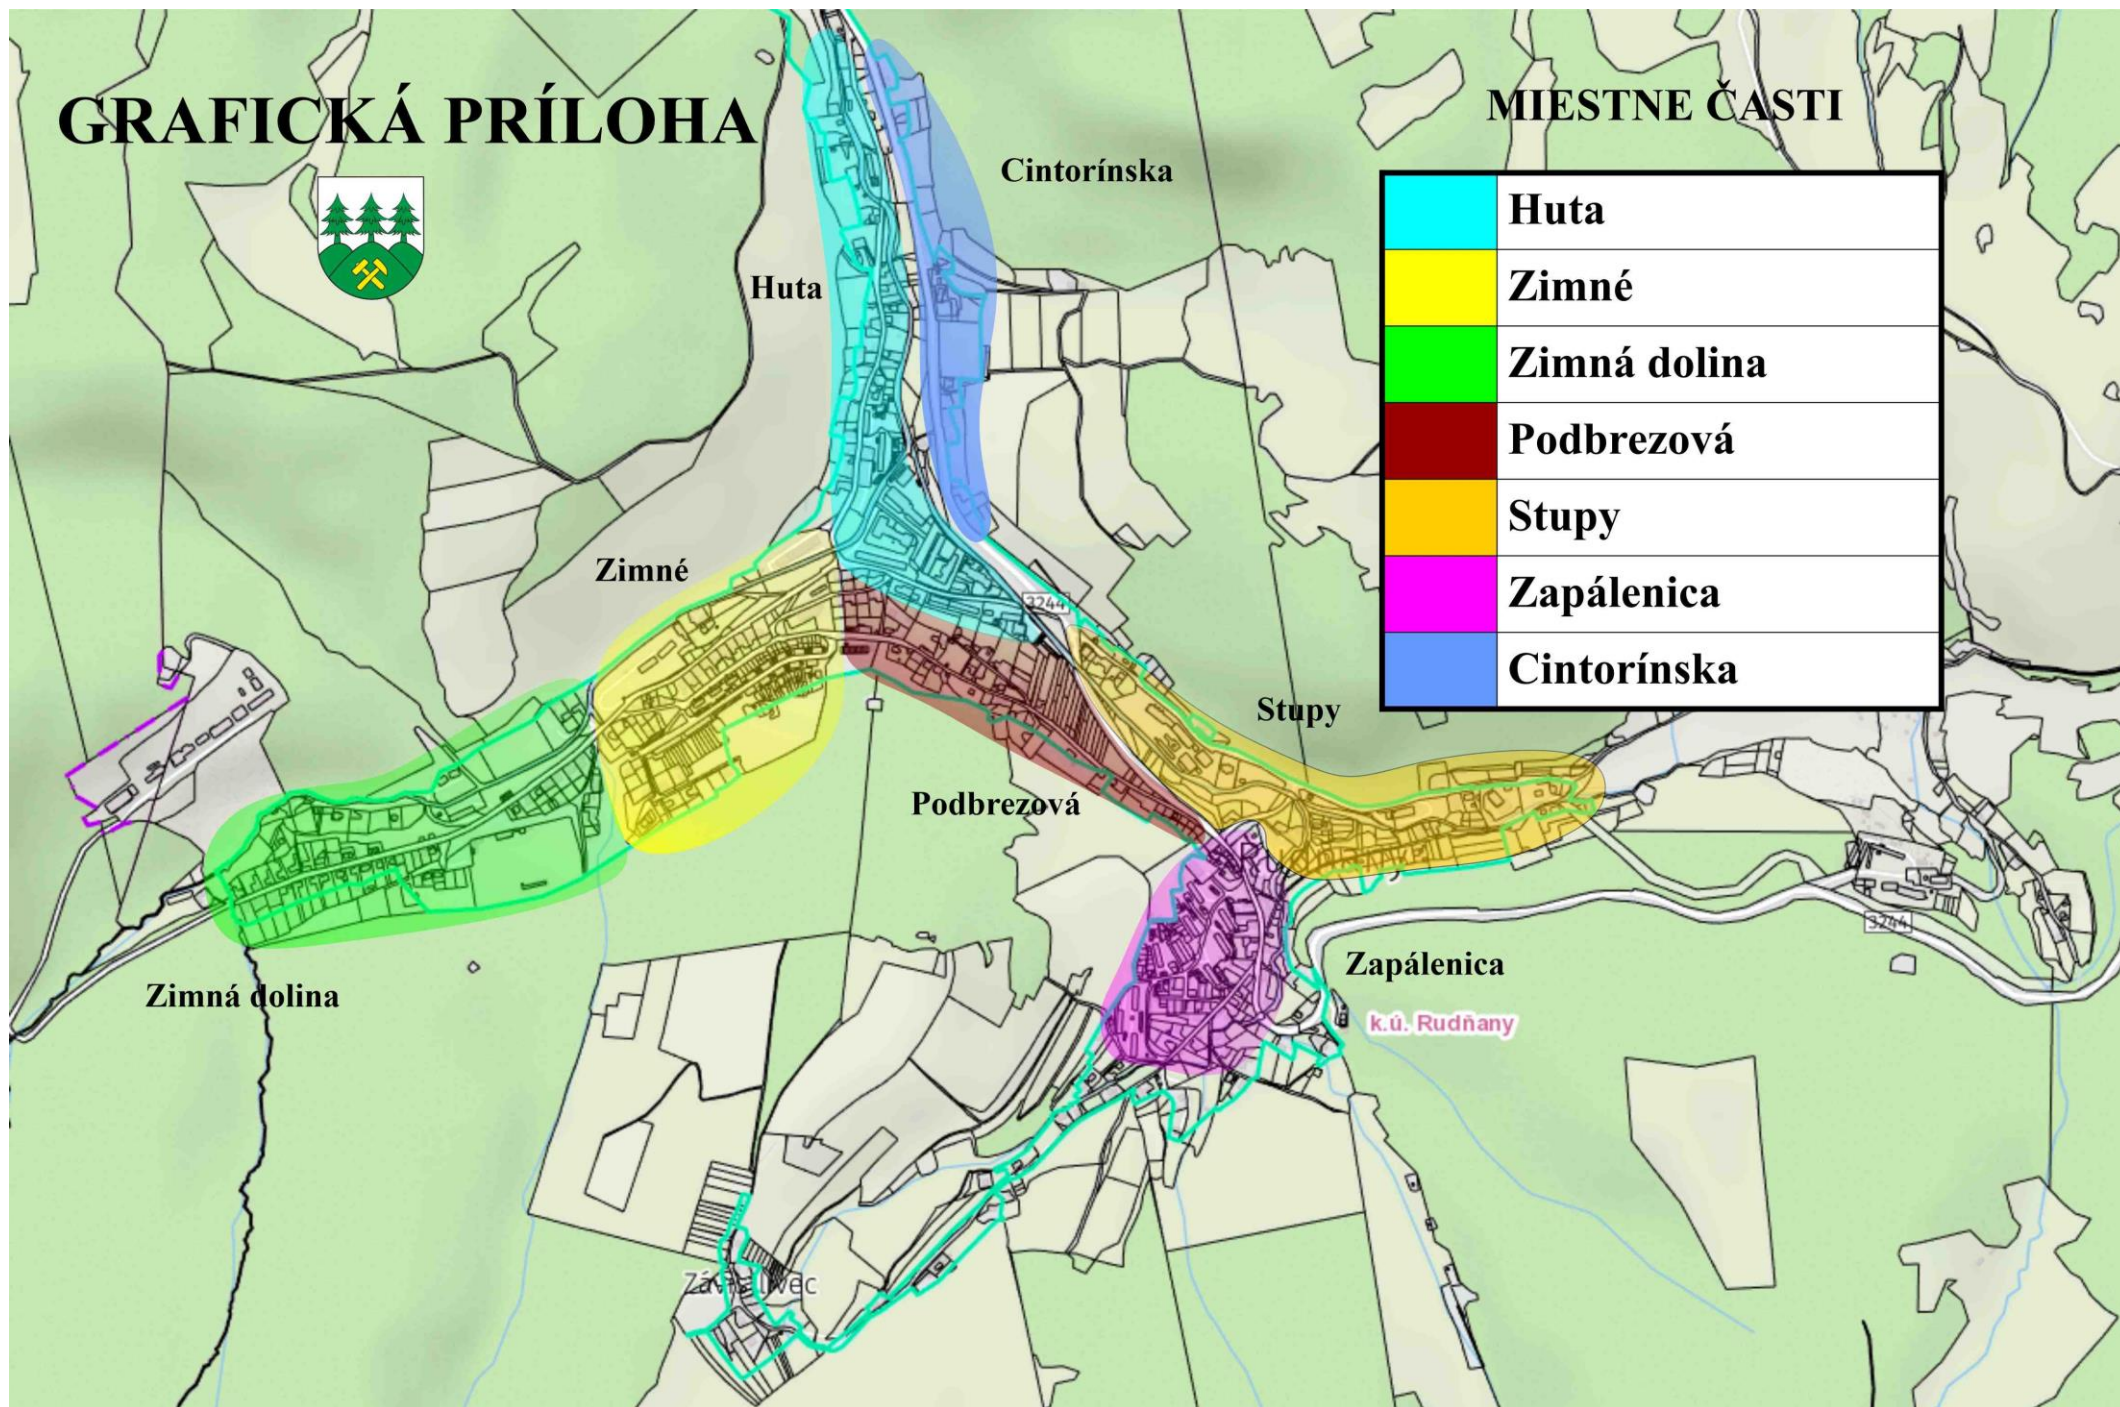 GRAFICKÁ PRÍLOHA
MIESTNE ČASTI
Huta
Zimné
Zimná dolina
Podbrezová
Stupy
Zapálenica
Cintorínska
Cintorínska
Huta
Zimné
3244
Stupy
Podbrezová
3244
Zapálenica
Zimná dolina
k.ú. Rudňany